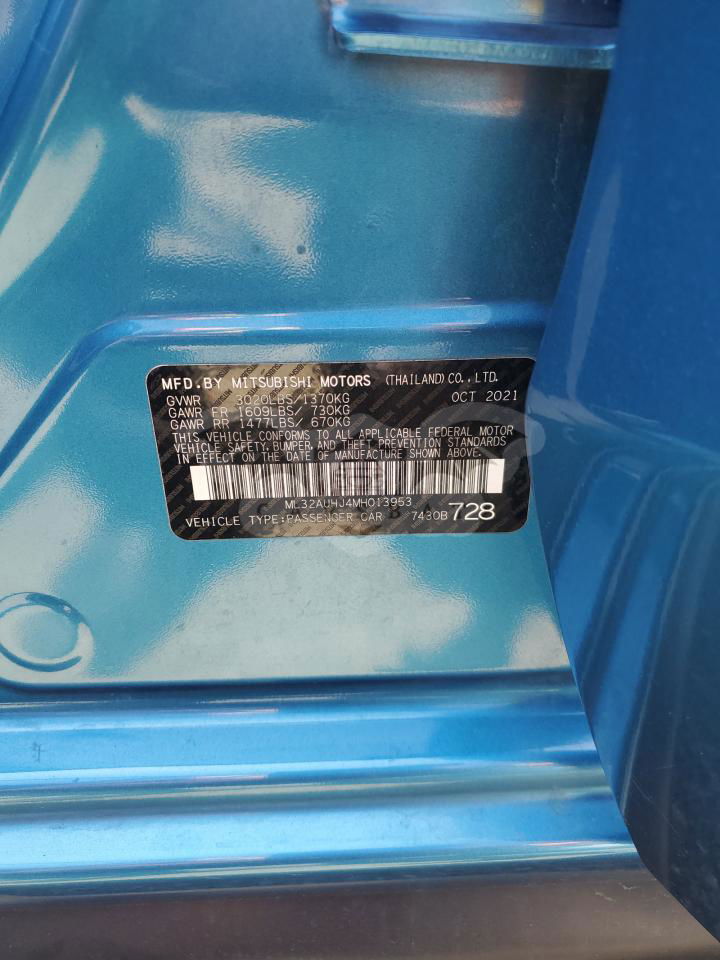 MFD.BY MITSUBISHI MOTORS (THAILAND)CO.,LTD.
GVWR 3020LBS/1370KG OCT 2021
GAWR FR 1609LBS/ 730KG
GAWR RR 1477LBS/ 670KG
THIS VEHICLE CONFORMS TO ALL APPLICABLE FEDERAL MOTOR
VEHICLE SAFETY,BUMPER, AND THEFT PREVENTION STANDARDS
IN EFFECT ON THE DATE OF MANUFACTURE SHOWN ABOVE.
ML32AUHJ4MH013953
VEHICLE TYPE:PASSENGER CAR 7430B 728